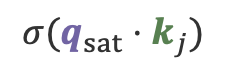 σ(q_sat · k_j)